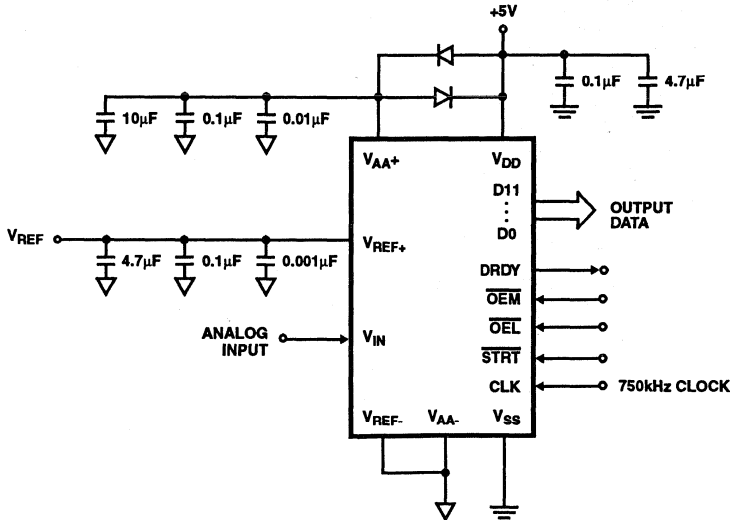 +5V
0.1µF
4.7µF
10µF
0.1µF
0.01µF
VAA+
VDD
D11
D0
OUTPUT
DATA
VREF
VREF+
4.7µF
0.1µF
0.001µF
DRDY
OEM
OEL
ANALOG
INPUT
VIN
STRT
CLK
750kHz CLOCK
VREF-
VAA-
VSS